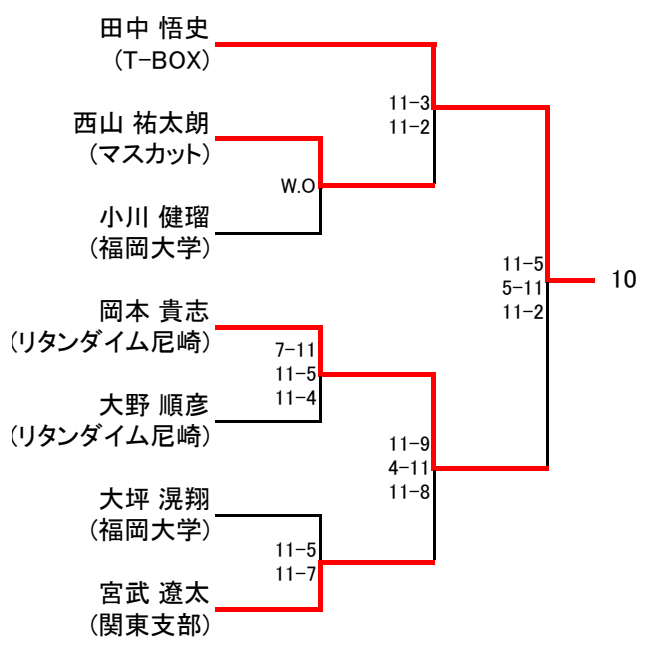 田中 悟史
(T-BOX)
11-3
11-2
西山 祐太朗
(マスカット)
W.O
小川 健瑠
(福岡大学)
11-5
5-11
11-2
10
岡本 貴志
(リタンダイム尼崎)
7-11
11-5
11-4
大野 順彦
(リタンダイム尼崎)
11-9
4-11
11-8
大坪 滉翔
(福岡大学)
11-5
11-7
宮武 遼太
(関東支部)